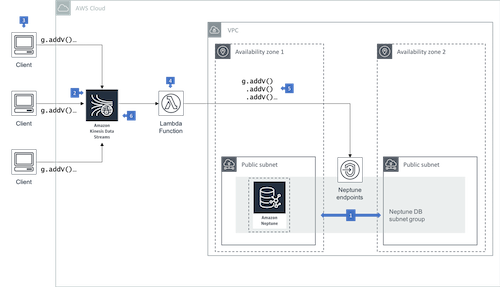 AWS Cloud
VPC
3
Availability zone 1
Availability zone 2
g.addV()…
Client
4
g.addV()
.addV()
.addV()…
5
2
g.addV()…
Client
Amazon
Kinesis Data
Streams
6
Lambda
Function
g.addV()…
Client
Public subnet
Public subnet
Neptune
endpoints
Amazon
Neptune
1
Neptune DB
subnet group